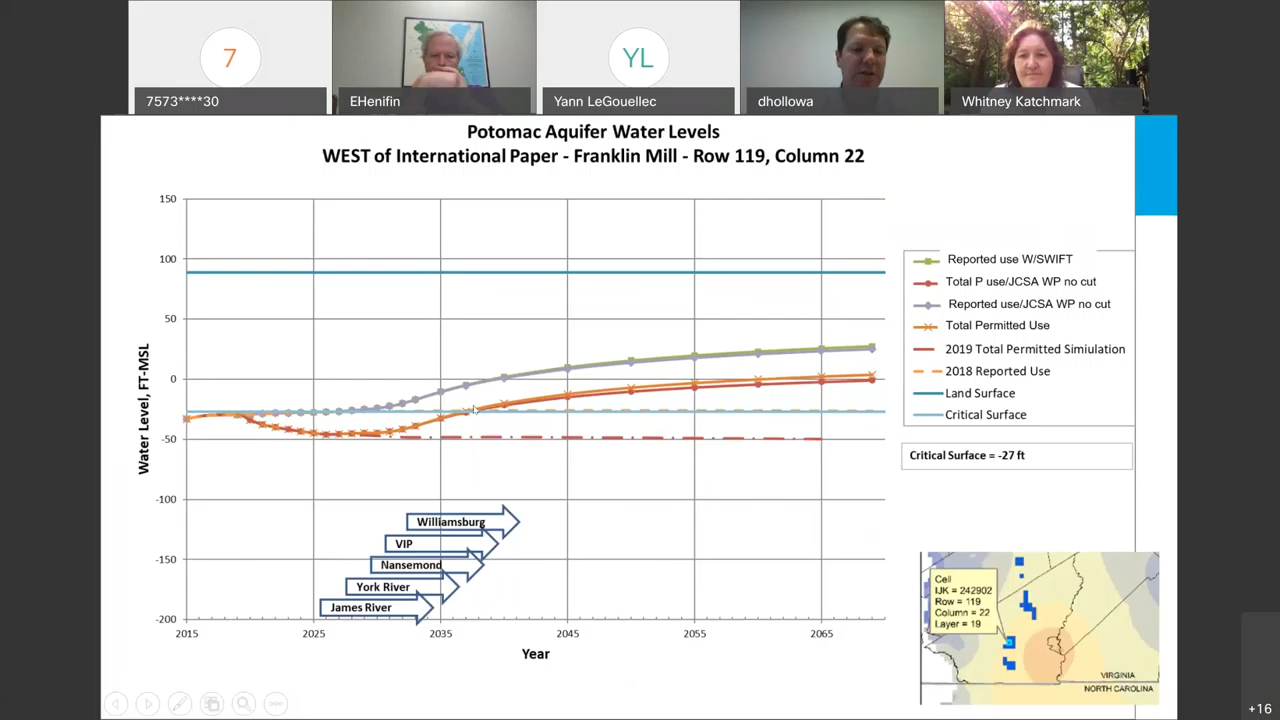 7
YL
7573****30
EHenifin
Yann LeGouellec
dhollowa
Whitney Katchmark
Potomac Aquifer Water Levels
WEST of International Paper - Franklin Mill - Row 119, Column 22
150
100
50
0
-50
-100
-150
-200
Water Level, FT-MSL
2015
2025
2035
2045
2055
2065
Year
Williamsburg
VIP
Nansemond
York River
James River
Reported use W/SWIFT
Total P use/JCSA WP no cut
Reported use/JCSA WP no cut
Total Permitted Use
2019 Total Permitted Simiulation
2018 Reported Use
Land Surface
Critical Surface
Critical Surface = -27 ft
Cell
IJK = 242902
Row = 119
Column = 22
Layer = 19
VIRGINIA
NORTH CAROLINA
+16